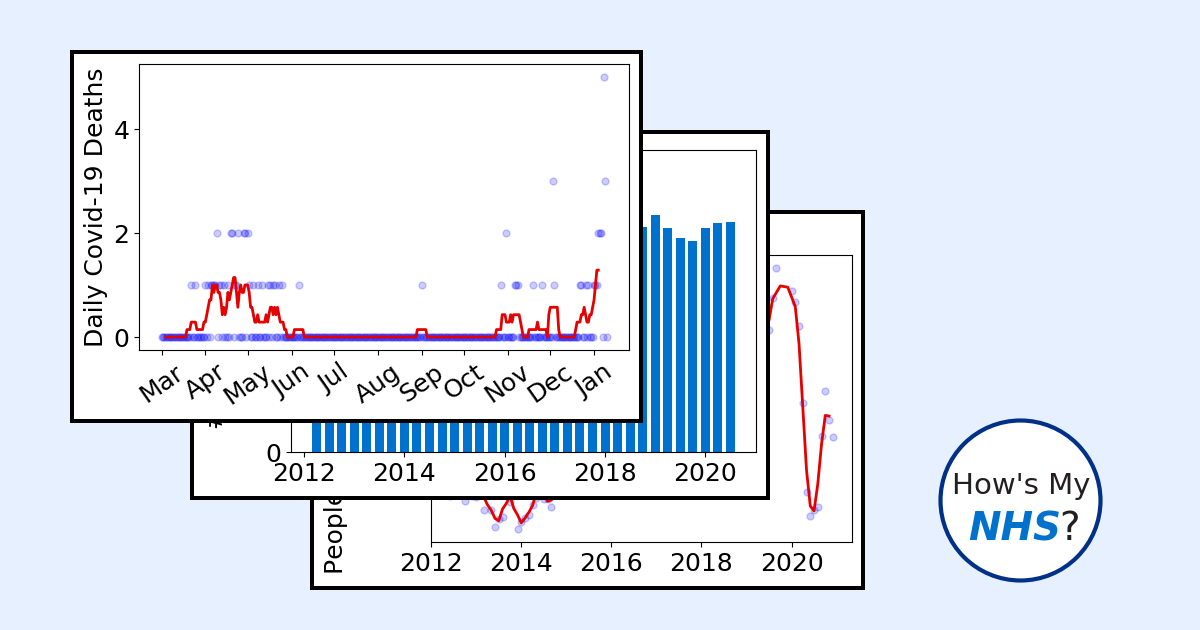 Daily Covid-19 Deaths
4
2
0
Mar Apr May Jun Jul Aug Sep Oct Nov Dec Jan
0
2012 2014 2016 2018 2020
People
2012 2014 2016 2018 2020
How's My
NHS?